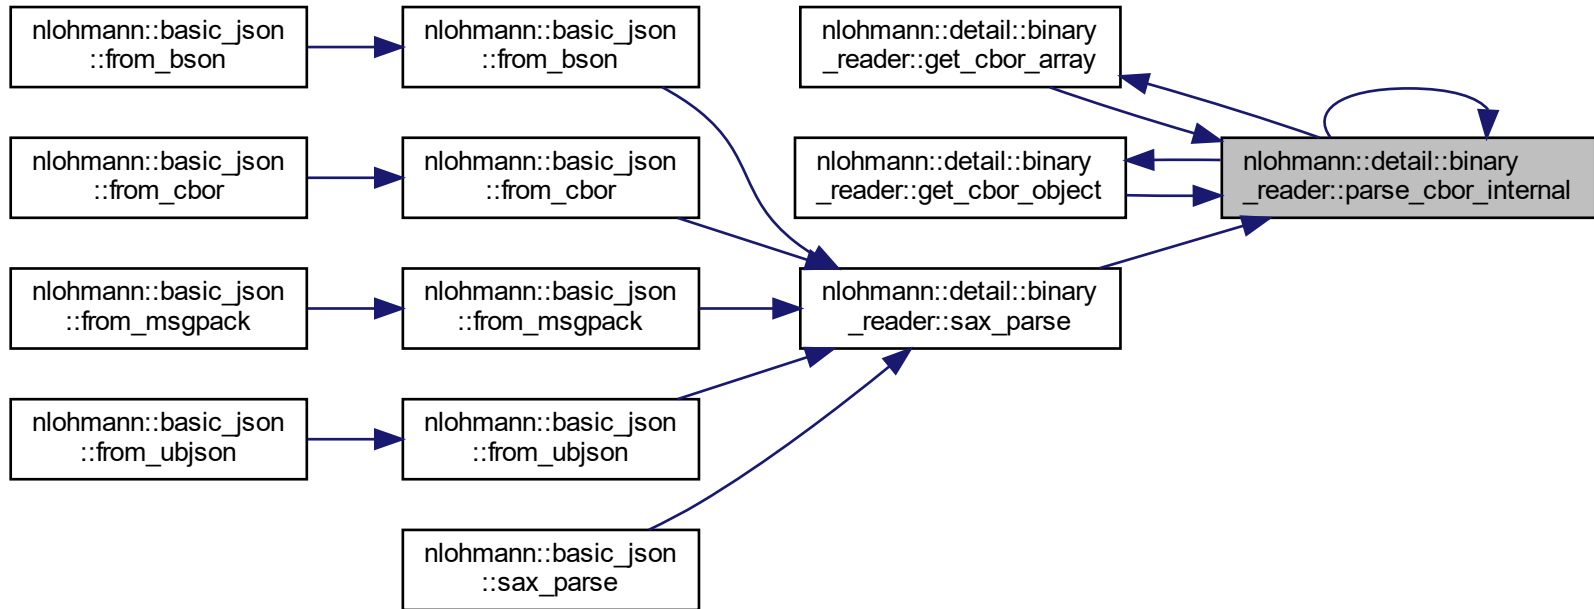 nlohmann::basic_json
::from_bson
nlohmann::basic_json
::from_bson
nlohmann::detail::binary
_reader::get_cbor_array
nlohmann::basic_json
::from_cbor
nlohmann::basic_json
::from_cbor
nlohmann::detail::binary
_reader::get_cbor_object
nlohmann::detail::binary
_reader::parse_cbor_internal
nlohmann::basic_json
::from_msgpack
nlohmann::basic_json
::from_msgpack
nlohmann::detail::binary
_reader::sax_parse
nlohmann::basic_json
::from_ubjson
nlohmann::basic_json
::from_ubjson
nlohmann::basic_json
::sax_parse